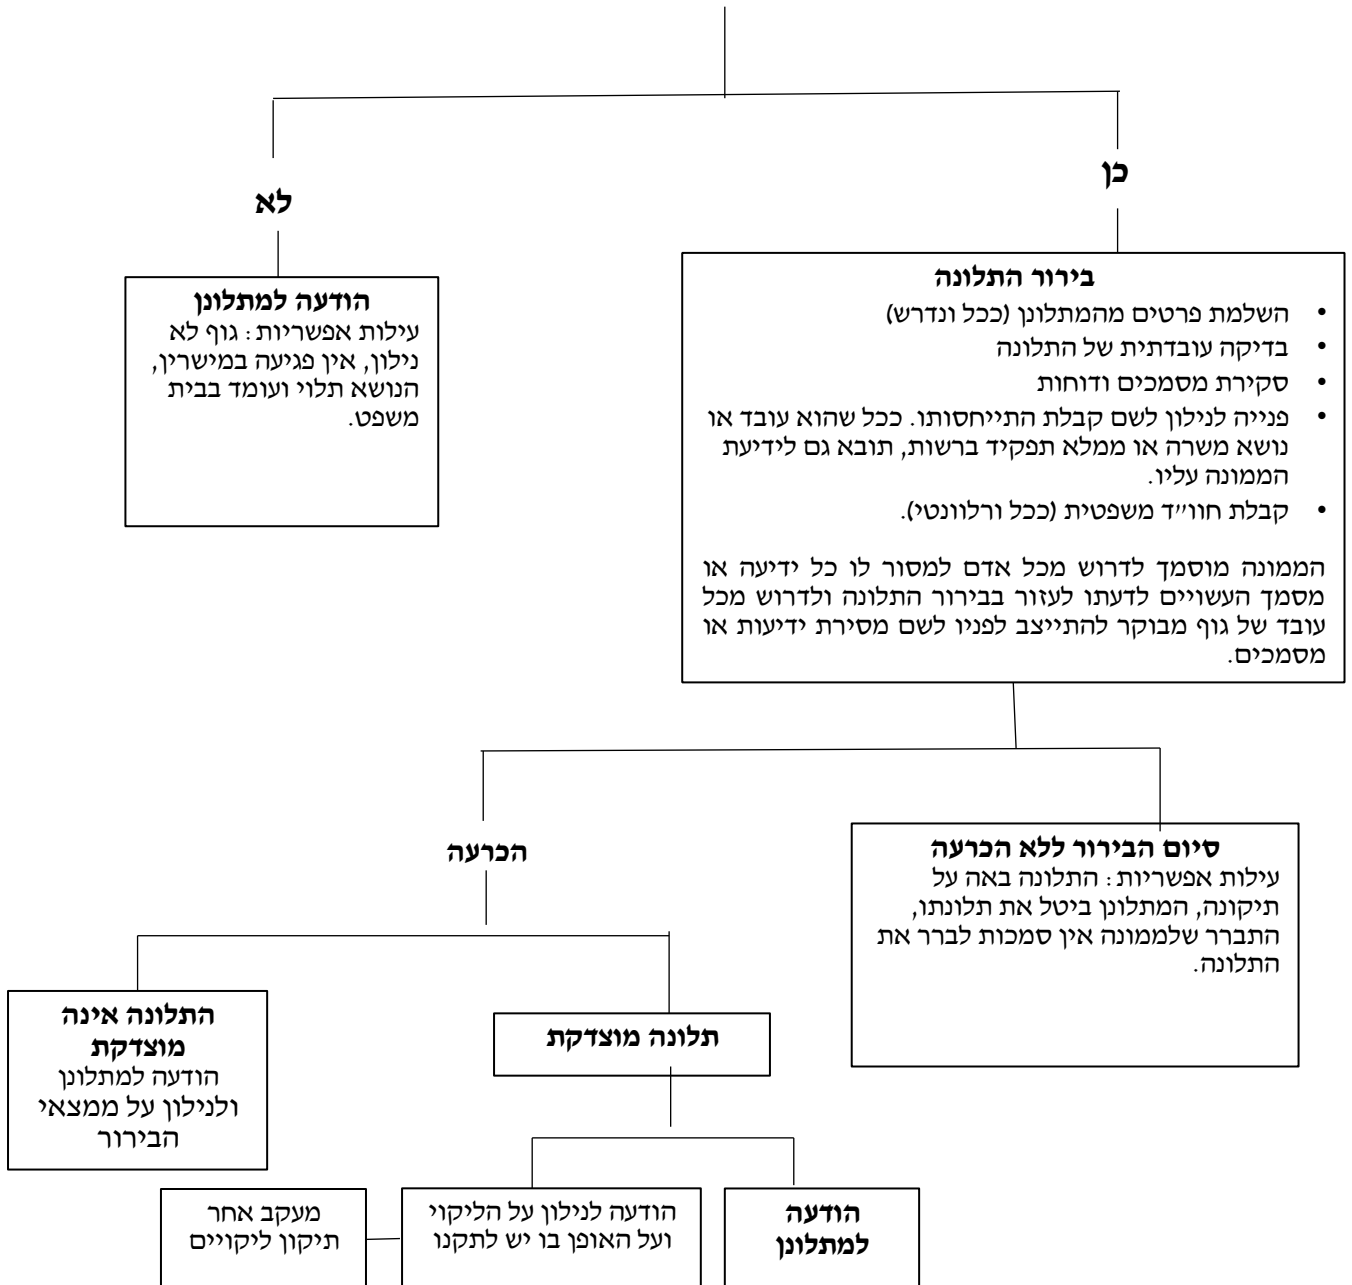 כן
לא
בירור התלונה
• השלמת פרטים מהמתלונן (ככל ונדרש)
• בדיקה עובדתית של התלונה
• סקירת מסמכים ודוחות
• פנייה לנילון לשם קבלת התייחסותו. ככל שהוא עובד או
נושא משרה או ממלא תפקיד ברשות, תובא גם לידיעת
הממונה עליו.
• קבלת חוו״ד משפטית (ככל ורלוונטי).
הממונה מוסמך לדרוש מכל אדם למסור לו כל ידיעה או
מסמך העשויים לדעתו לעזור בבירור התלונה ולדרוש מכל
עובד של גוף מבוקר להתייצב לפניו לשם מסירת ידיעות או
מסמכים.
הודעה למתלונן
עילות אפשריות: גוף לא
נילון, אין פגיעה במישרין,
הנושא תלוי ועומד בבית
משפט.
סיום הבירור ללא הכרעה
עילות אפשריות: התלונה באה על
תיקונה, המתלונן ביטל את תלונתו,
התברר שלממונה אין סמכות לברר את
התלונה.
הכרעה
תלונה מוצדקת
התלונה אינה
מוצדקת
הודעה למתלונן
ולנילון על ממצאי
הבירור
הודעה
למתלונן
הודעה לנילון על הליקוי
ועל האופן בו יש לתקנו
מעקב אחר
תיקון ליקויים